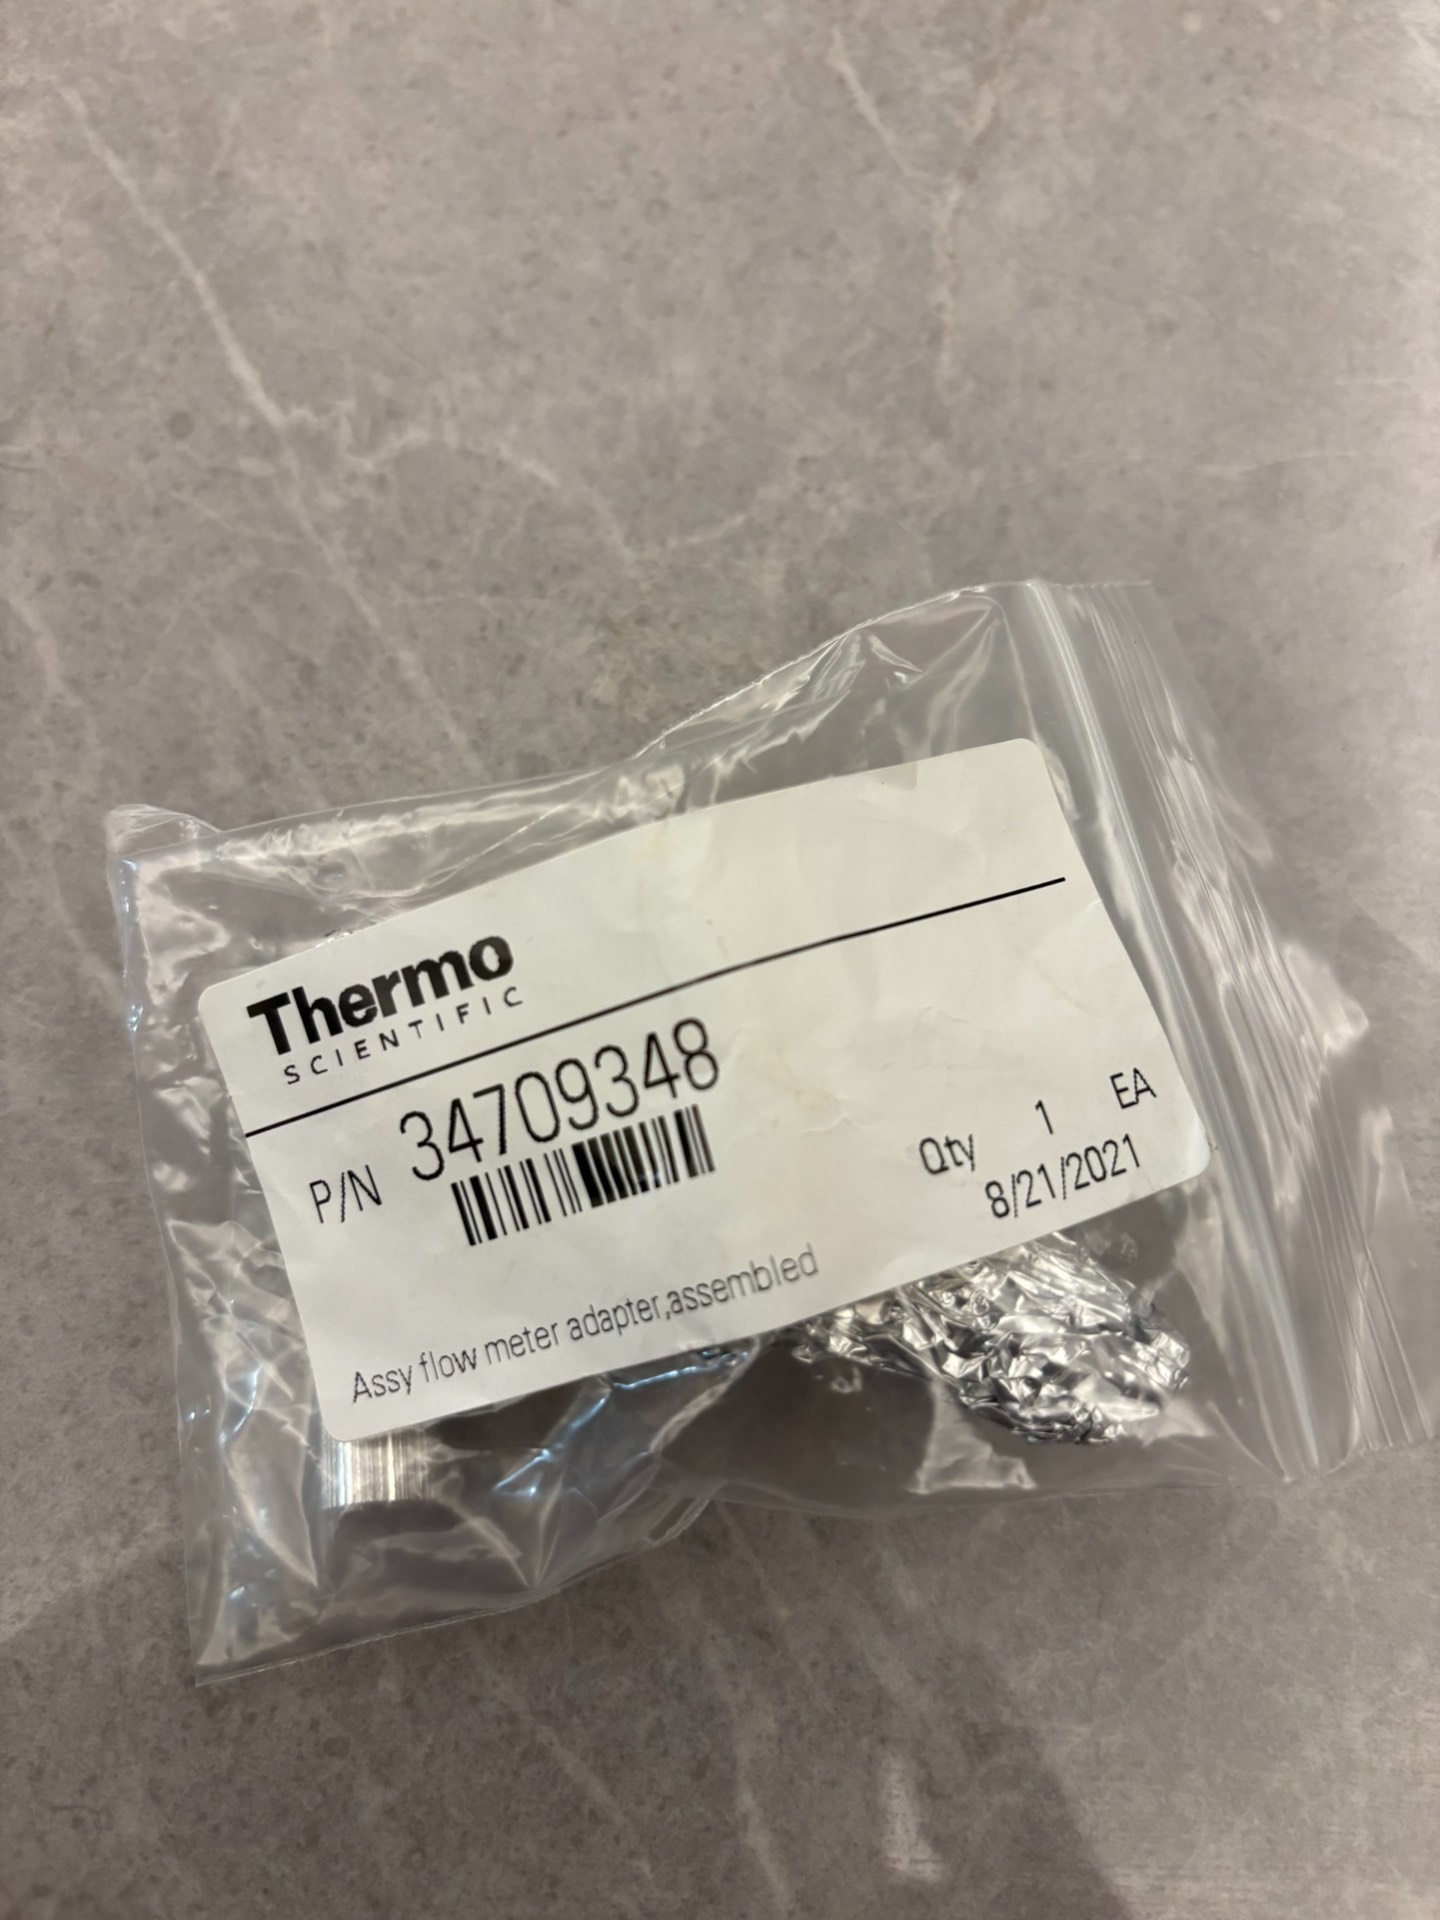 Thermo
SCIENTIFIC
P/N 34709348
Qty 1 EA
8/21/2021
Assy flow meter adapter,assembled